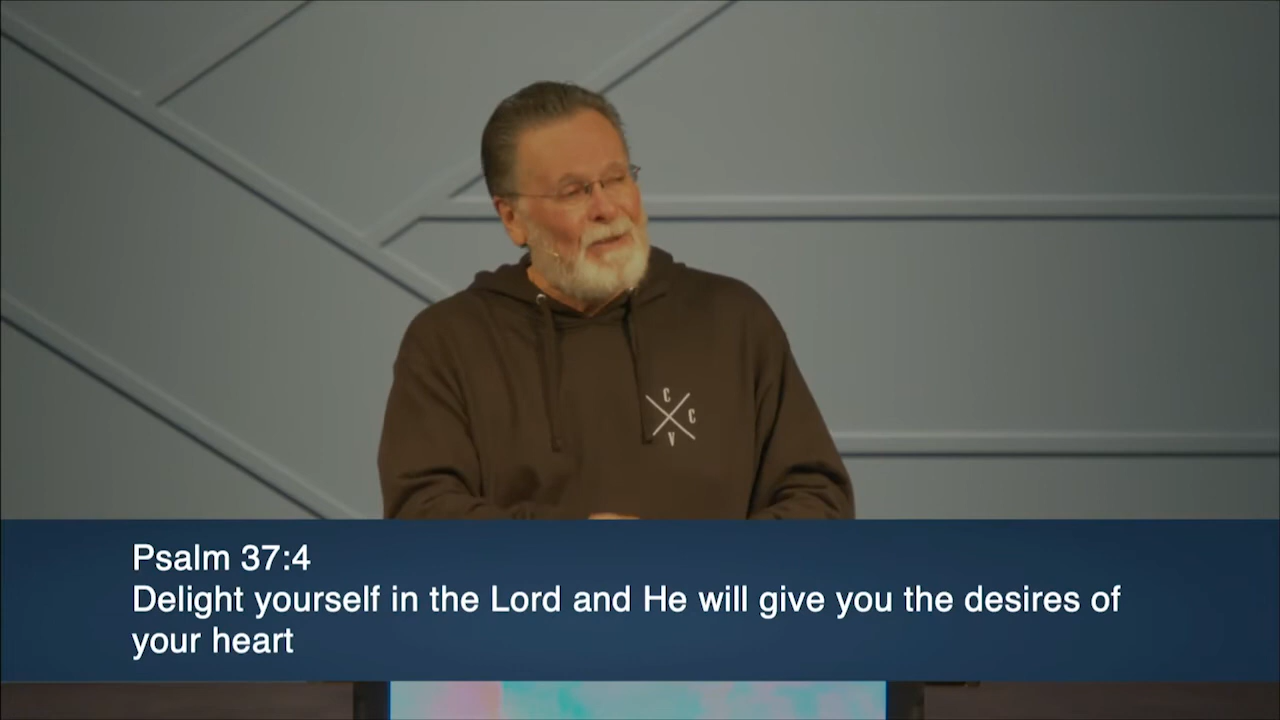 C
C
V
Psalm 37:4
Delight yourself in the Lord and He will give you the desires of
your heart